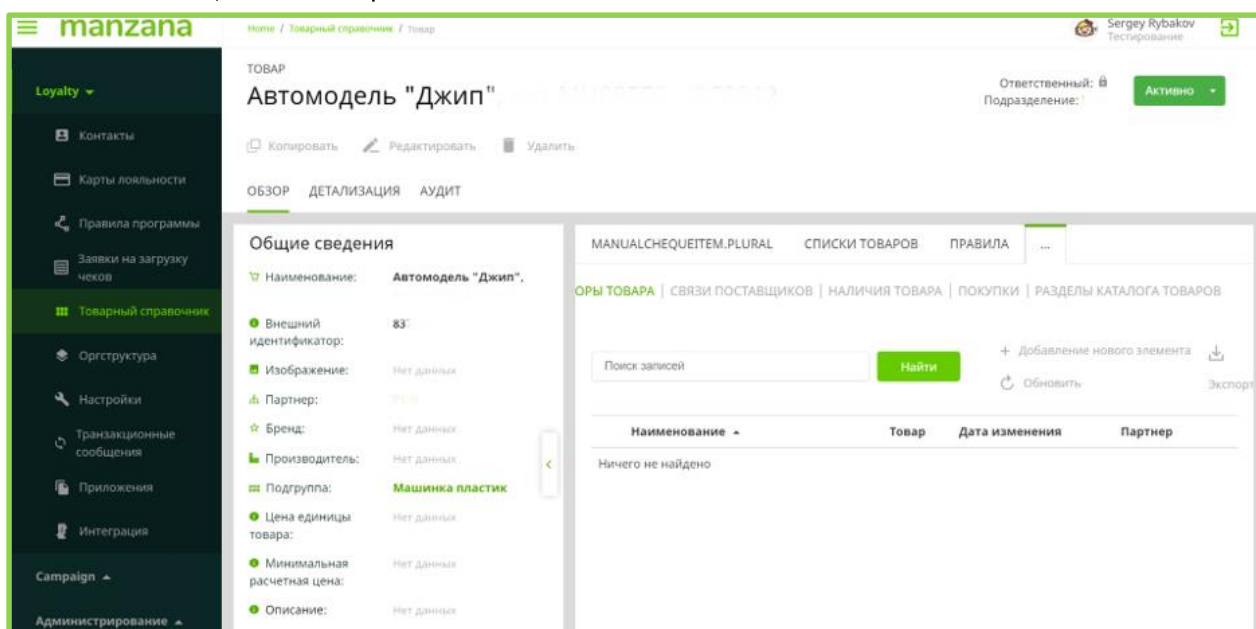 manzana
Home / Товарный справочник / Товар
Sergey Rybakov
Тестирование
Loyalty
Контакты
Карты лояльности
Правила программы
Заявки на загрузку
чеков
Товарный справочник
Оргструктура
Настройки
Транзакционные
сообщения
Приложения
Интеграция
Campaign
Администрирование
ТОВАР
Автомодель "Джип"
Ответственный:
Подразделение:
Активно
Копировать Редактировать Удалить
ОБЗОР ДЕТАЛИЗАЦИЯ АУДИТ
Общие сведения
Наименование: Автомодель "Джип",
Внешний
идентификатор: 83
Изображение: Нет данных
Партнер:
Бренд: Нет данных
Производитель: Нет данных
Подгруппа: Машинка пластик
Цена единицы
товара: Нет данных
Минимальная
расчетная цена: Нет данных
Описание: Нет данных
MANUALCHEQUEITEM.PLURAL СПИСКИ ТОВАРОВ ПРАВИЛА ...
ОРЫ ТОВАРА | СВЯЗИ ПОСТАВЩИКОВ | НАЛИЧИЯ ТОВАРА | ПОКУПКИ | РАЗДЕЛЫ КАТАЛОГА ТОВАРОВ
Поиск записей Найти
+ Добавление нового элемента
Обновить Экспорт
Наименование Товар Дата изменения Партнер
Ничего не найдено